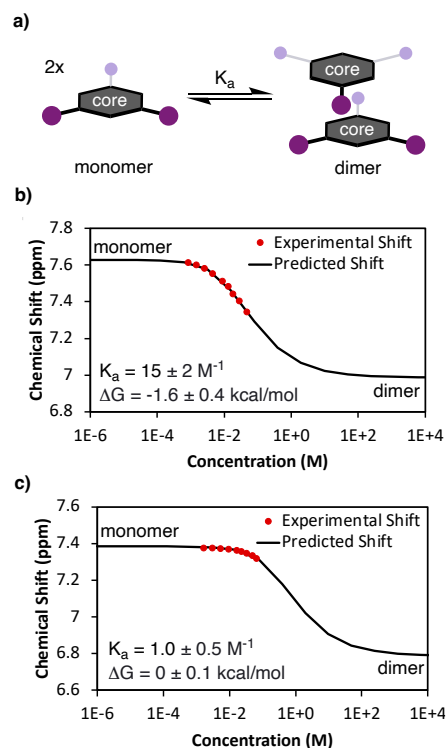 a)
2x
core
Ka
core
core
monomer
dimer
b)
Chemical Shift (ppm)
7.8
7.6
7.4
7.2
7
6.8
monomer
Experimental Shift
Predicted Shift
Ka = 15 ± 2 M-1
ΔG = -1.6 ± 0.4 kcal/mol
dimer
1E-6 1E-4 1E-2 1E+0 1E+2 1E+4
Concentration (M)
c)
Chemical Shift (ppm)
7.6
7.4
7.2
7
6.8
6.6
monomer
Experimental Shift
Predicted Shift
Ka = 1.0 ± 0.5 M-1
ΔG = 0 ± 0.1 kcal/mol
dimer
1E-6 1E-4 1E-2 1E+0 1E+2 1E+4
Concentration (M)